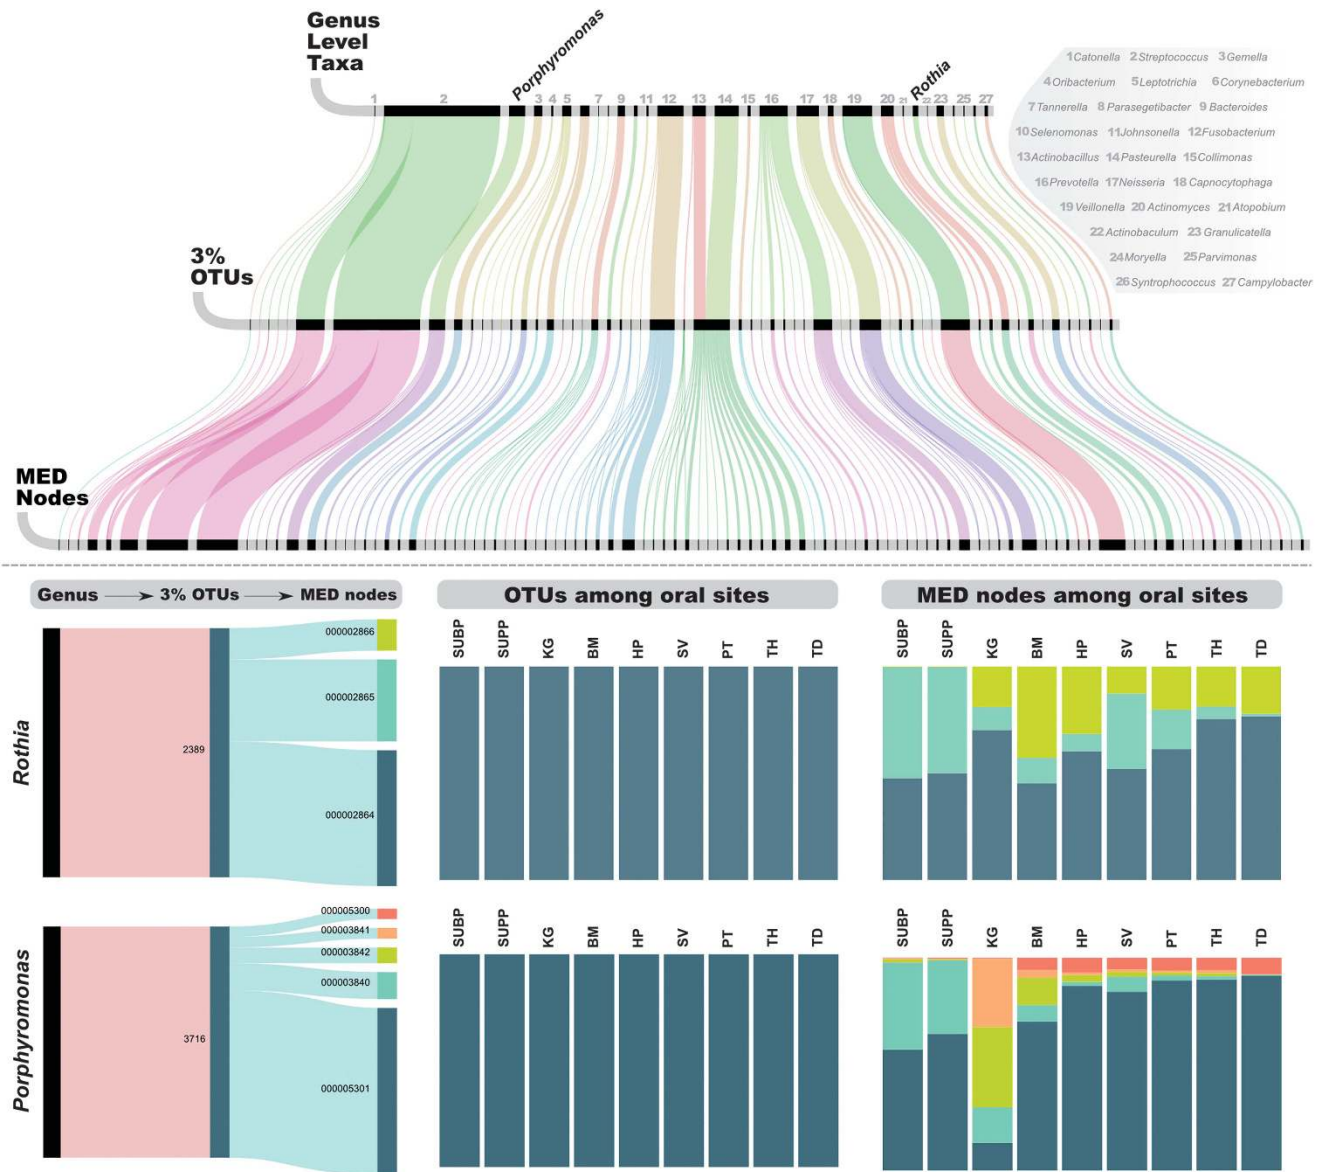 Genus
Level
Taxa
Porphyromonas
Rothia
1 2 3 4 5 7 9 11 12 13 14 15 16 17 18 19 20 21 22 23 25 27
1 Catonella 2 Streptococcus 3 Gemella
4 Oribacterium 5 Leptotrichia 6 Corynebacterium
7 Tannerella 8 Parasegetibacter 9 Bacteroides
10 Selenomonas 11 Johnsonella 12 Fusobacterium
13 Actinobacillus 14 Pasteurella 15 Collimonas
16 Prevotella 17 Neisseria 18 Capnocytophaga
19 Veillonella 20 Actinomyces 21 Atopobium
22 Actinobaculum 23 Granulicatella
24 Moryella 25 Parvimonas
26 Syntrophococcus 27 Campylobacter
3%
OTUs
MED
Nodes
Genus → 3% OTUs → MED nodes
OTUs among oral sites
MED nodes among oral sites
Rothia
2389
000002866
000002865
000002864
SUBP SUPP KG BM HP SV PT TH TD
SUBP SUPP KG BM HP SV PT TH TD
Porphyromonas
3716
000005300
000003841
000003842
000003840
000005301
SUBP SUPP KG BM HP SV PT TH TD
SUBP SUPP KG BM HP SV PT TH TD